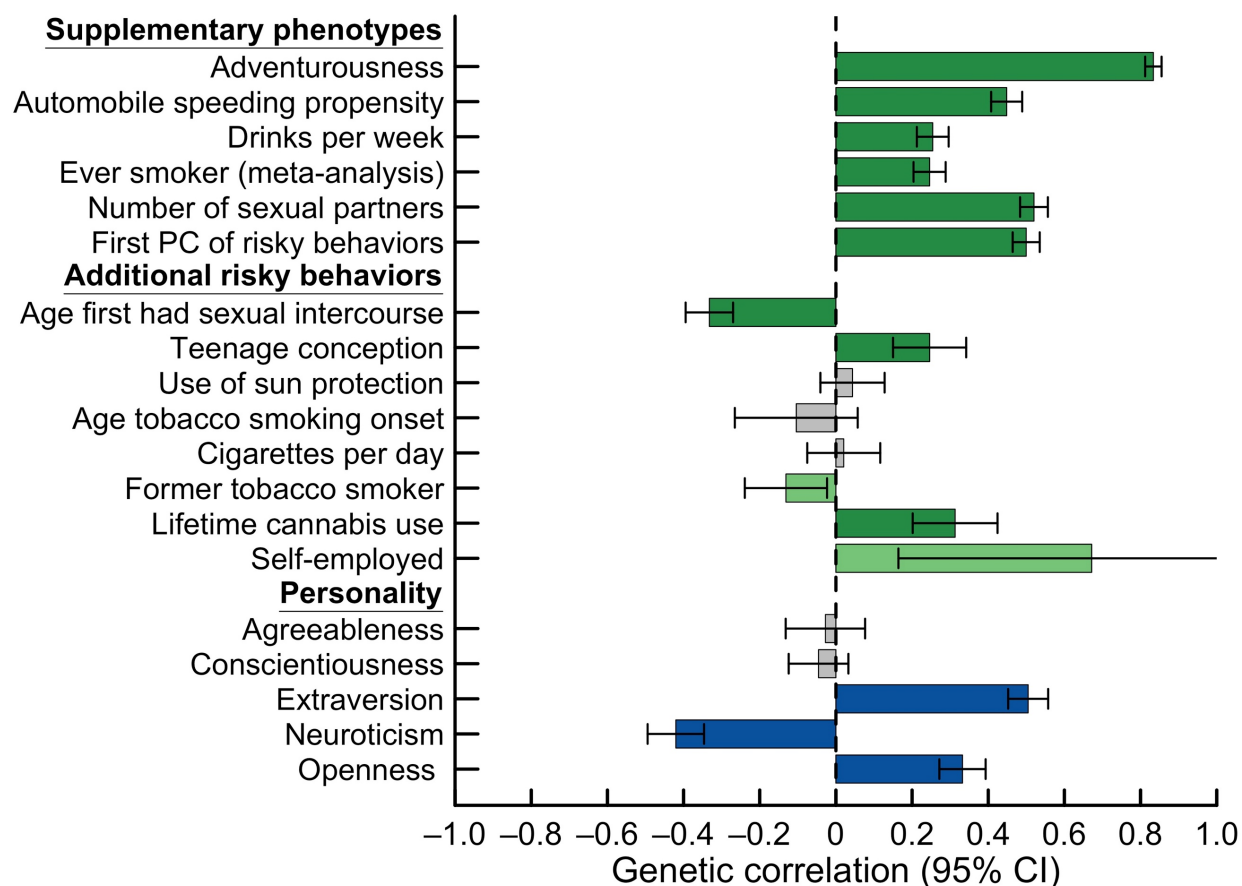 Supplementary phenotypes
Adventurousness
Automobile speeding propensity
Drinks per week
Ever smoker (meta-analysis)
Number of sexual partners
First PC of risky behaviors
Additional risky behaviors
Age first had sexual intercourse
Teenage conception
Use of sun protection
Age tobacco smoking onset
Cigarettes per day
Former tobacco smoker
Lifetime cannabis use
Self-employed
Personality
Agreeableness
Conscientiousness
Extraversion
Neuroticism
Openness
–1.0 –0.8 –0.6 –0.4 –0.2 0 0.2 0.4 0.6 0.8 1.0
Genetic correlation (95% CI)